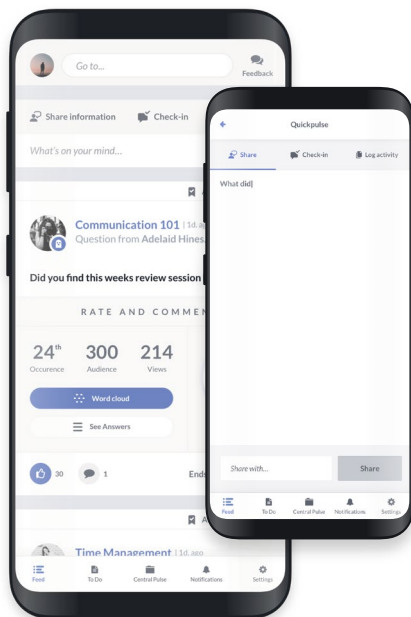 Go to...
Feedback
Share information
Check-in
What's on your mind...
Communication 101 | 1d.
Question from Adelaid Hines
Did you find this weeks review session
RATE AND COMMEN
24th
300
214
Occurence
Audience
Views
Word cloud
See Answers
30
1
Ends
Time Management | 1d. ago
Feed
To Do
Central Pulse
Notifications
Settings
Quickpulse
Share
Check-in
Log activity
What did
Share with...
Share
Feed
To Do
Central Pulse
Notifications
Settings